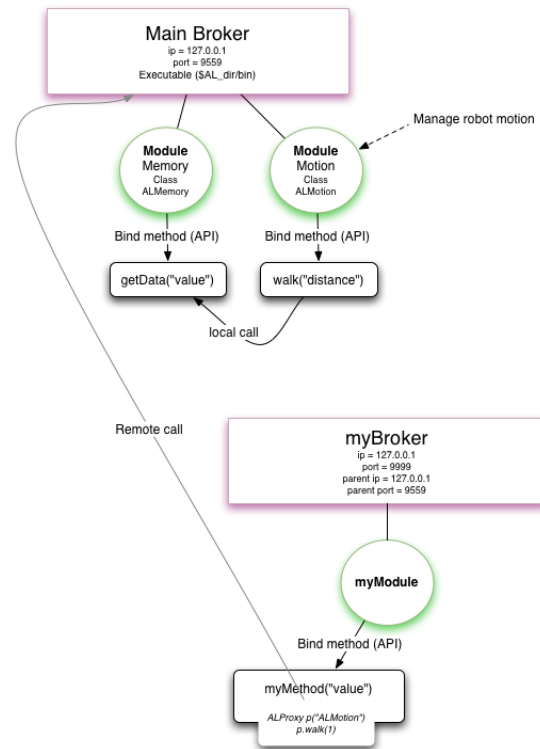 Main Broker
ip = 127.0.0.1
port = 9559
Executable ($AL_dir/bin)
Manage robot motion
Module
Memory
Class
ALMemory
Module
Motion
Class
ALMotion
Bind method (API)
Bind method (API)
getData("value")
walk("distance")
local call
Remote call
myBroker
ip = 127.0.0.1
port = 9999
parent ip = 127.0.0.1
parent port = 9559
myModule
Bind method (API)
myMethod("value")
ALProxy p("ALMotion")
p.walk(1)